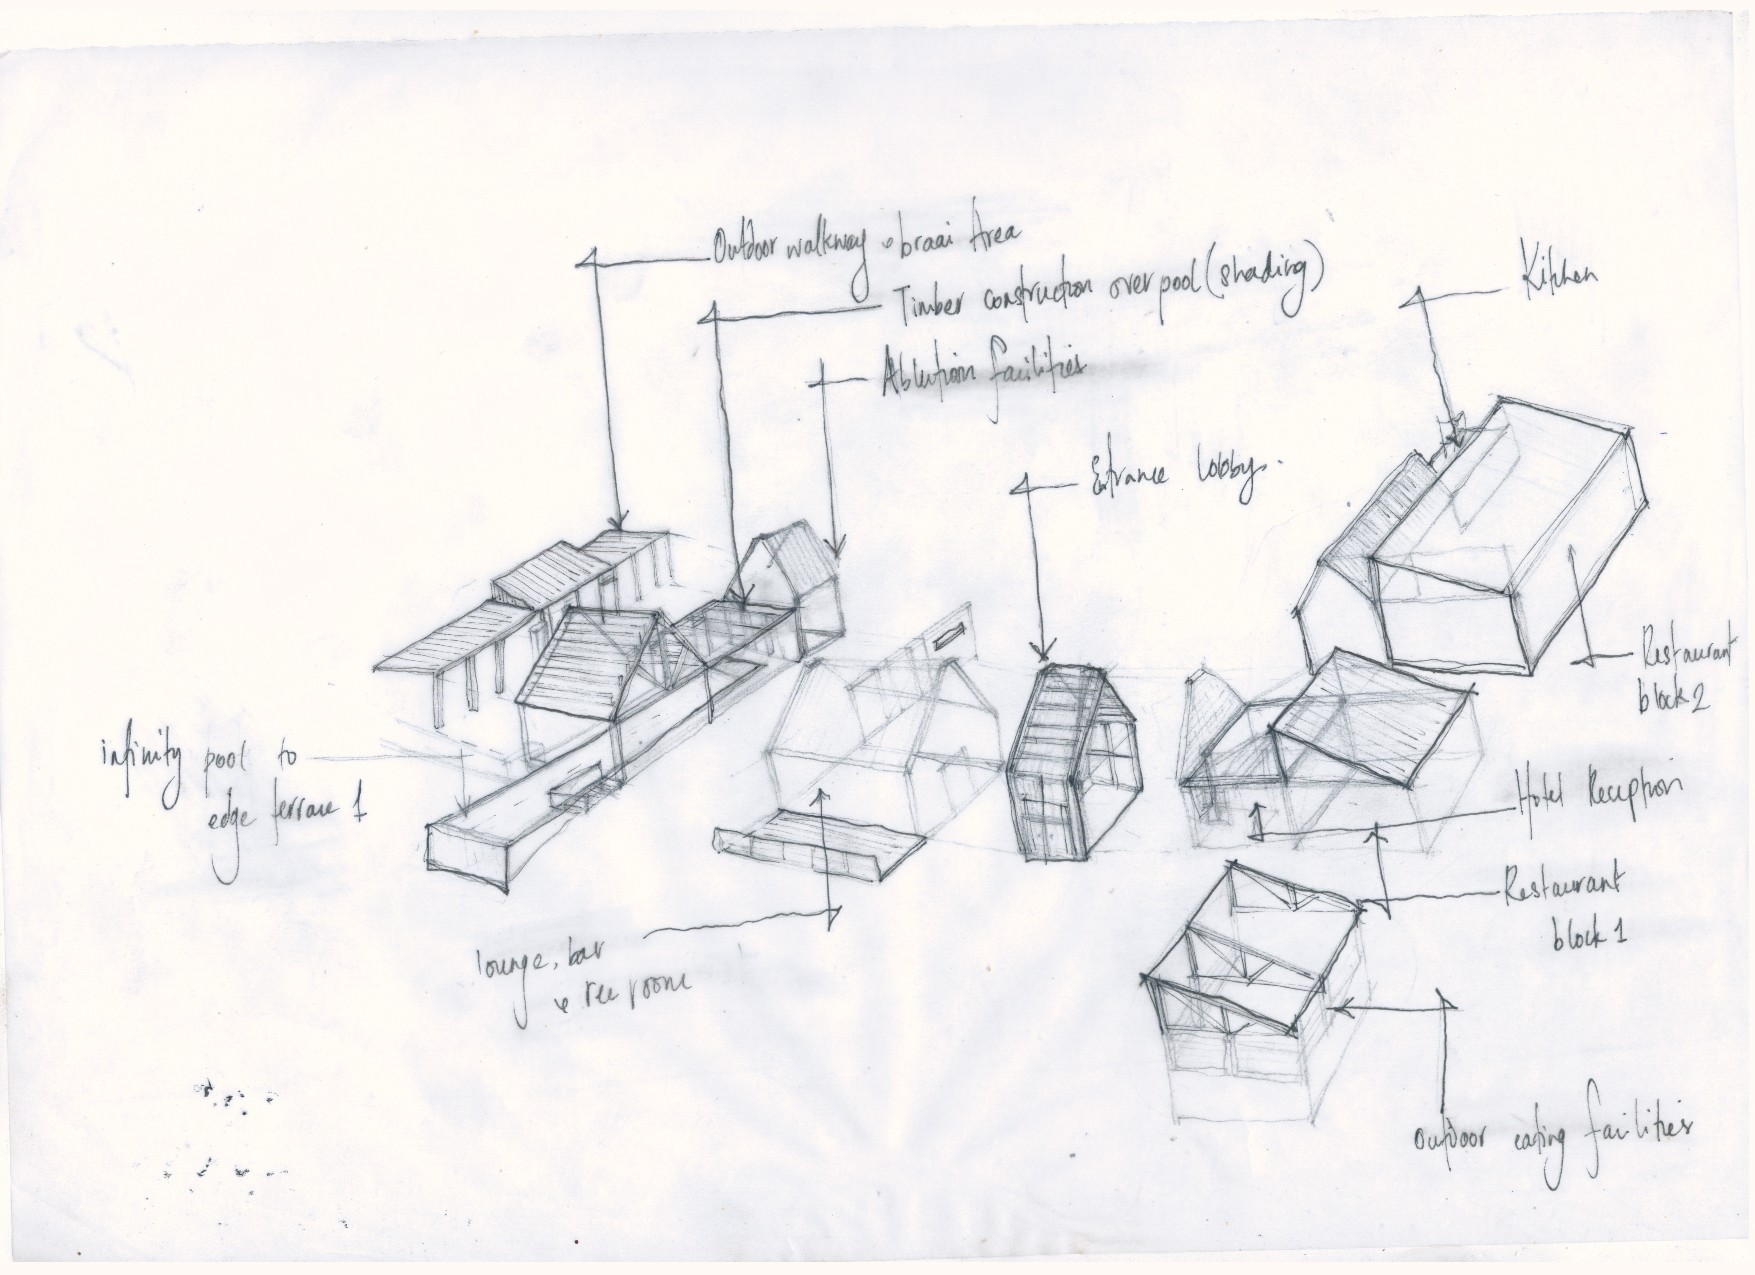 Outdoor walkway & braai Area
Timber construction over pool (shading)
Ablution facilities
Kitchen
Entrance lobby.
Restaurant
block 2
infinity pool to
edge terrace 1
Hotel Reception
Restaurant
block 1
lounge, bar
& rec room
Outdoor eating facilities